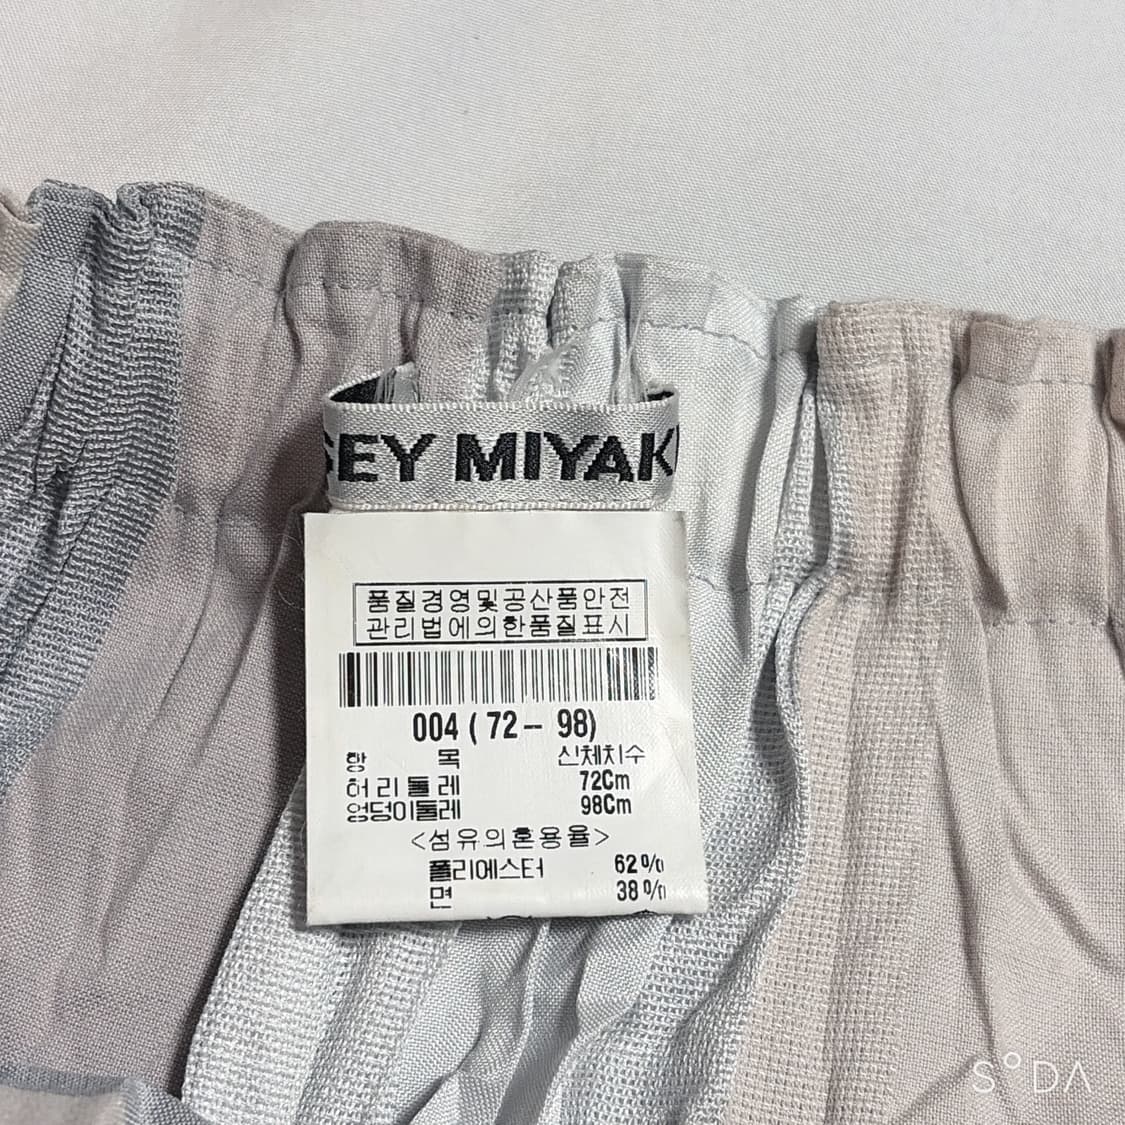 SEY MIYAK
품질경영및공산품안전
관리법에의한품질표시
004 ( 72 - 98)
항 목 신체치수
허리둘레 72Cm
엉덩이둘레 98Cm
<섬유의혼용율>
폴리에스터 62%
면 38%
S°DA